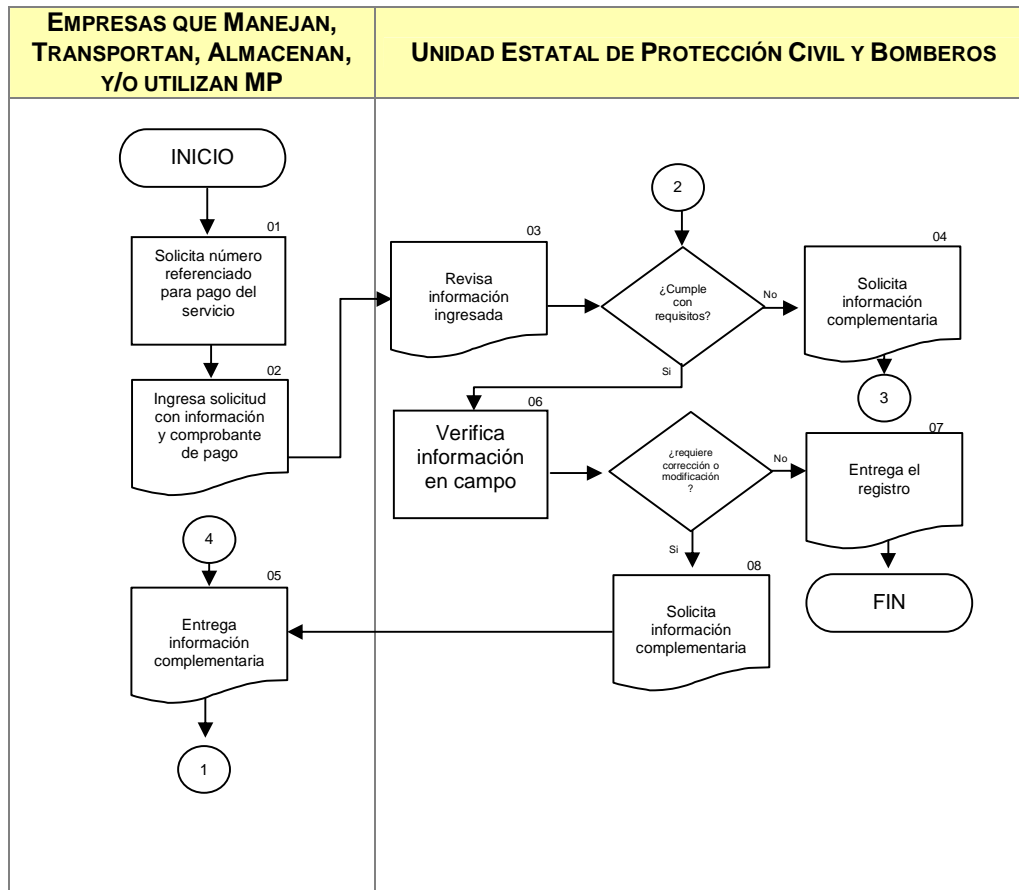 EMPRESAS QUE MANEJAN,
TRANSPORTAN, ALMACENAN,
Y/O UTILIZAN MP
UNIDAD ESTATAL DE PROTECCIÓN CIVIL Y BOMBEROS
INICIO
01
Solicita número
referenciado
para pago del
servicio
02
Ingresa solicitud
con información
y comprobante
de pago
03
Revisa
información
ingresada
2
¿Cumple
con
requisitos?
No
Si
04
Solicita
información
complementaria
3
06
Verifica
información
en campo
¿requiere
corrección o
modificación
?
No
Si
07
Entrega el
registro
FIN
08
Solicita
información
complementaria
4
05
Entrega
información
complementaria
1